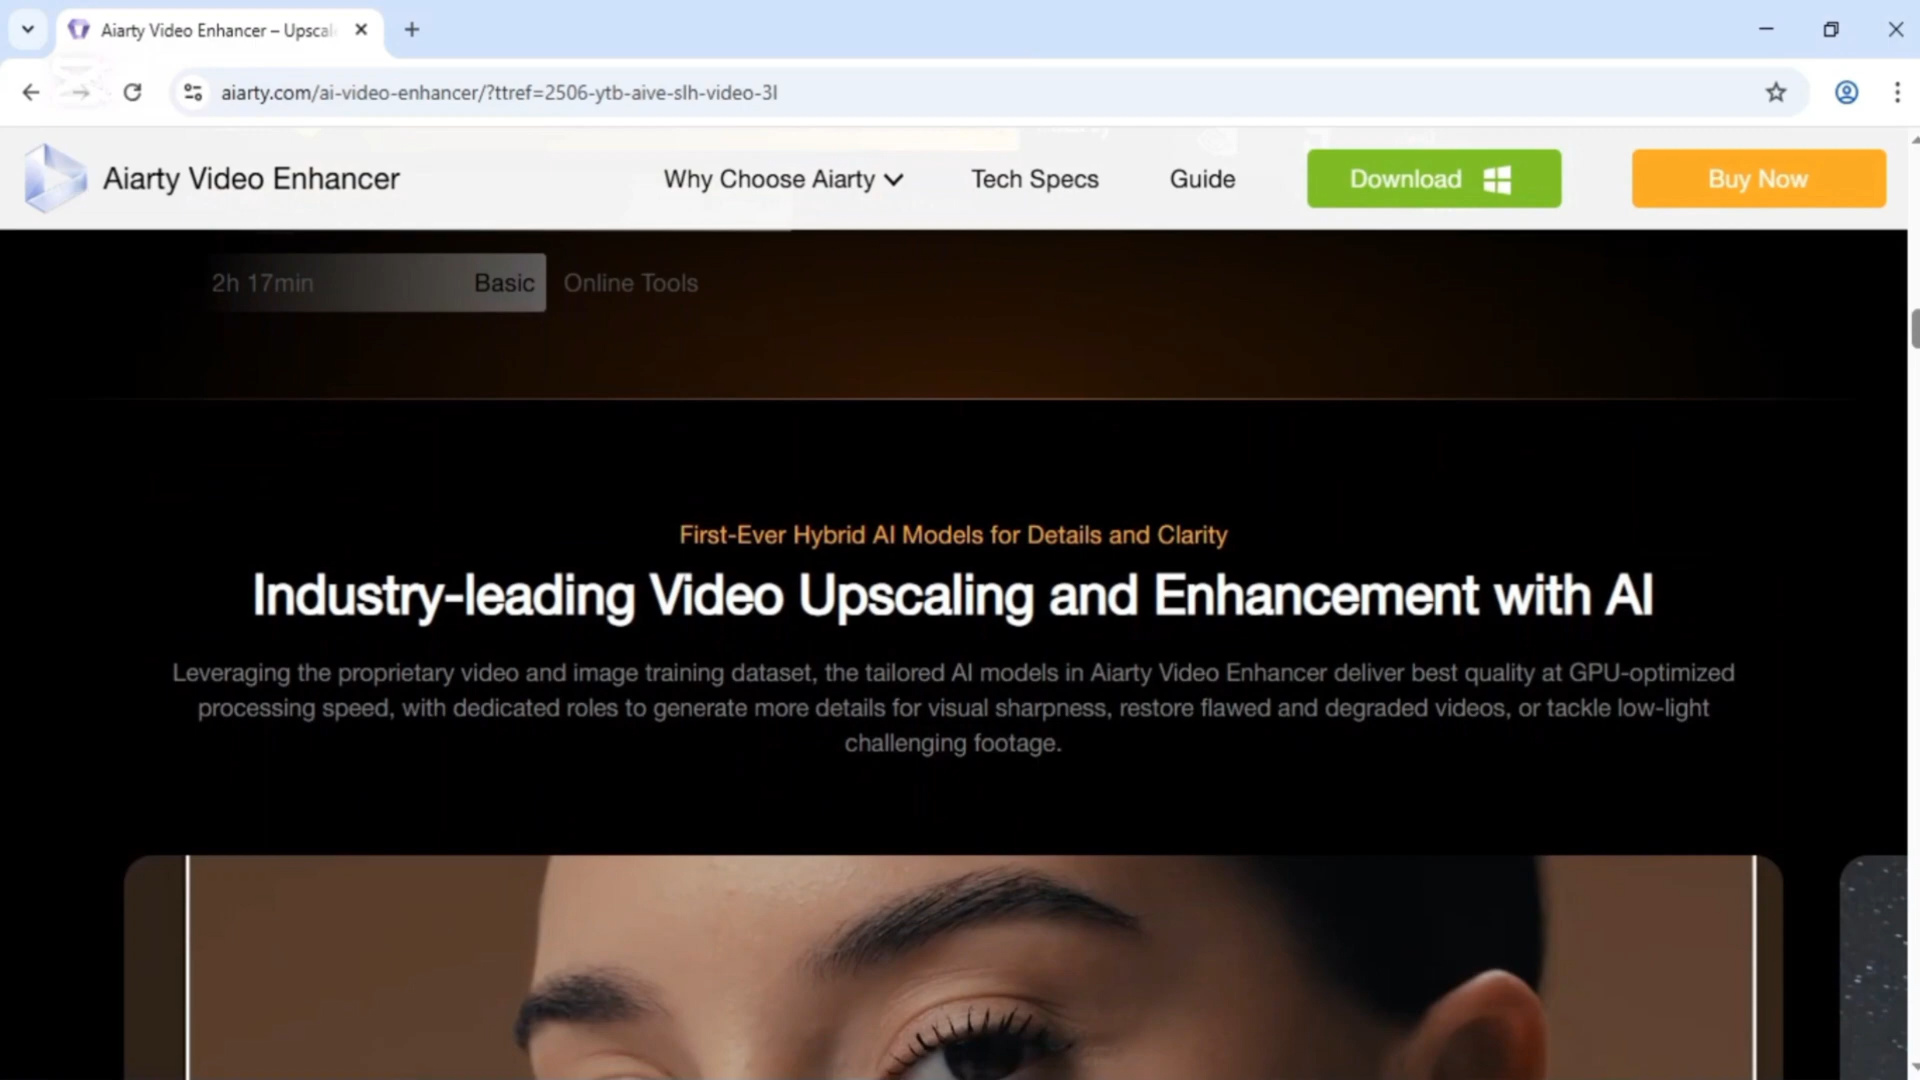 Aiarty Video Enhancer – Upscal
aiarty.com/ai-video-enhancer/?ttref=2506-ytb-aive-slh-video-3l
Aiarty Video Enhancer
Why Choose Aiarty
Tech Specs
Guide
Download
Buy Now
2h 17min Basic Online Tools
First-Ever Hybrid AI Models for Details and Clarity
Industry-leading Video Upscaling and Enhancement with AI
Leveraging the proprietary video and image training dataset, the tailored AI models in Aiarty Video Enhancer deliver best quality at GPU-optimized
processing speed, with dedicated roles to generate more details for visual sharpness, restore flawed and degraded videos, or tackle low-light
challenging footage.